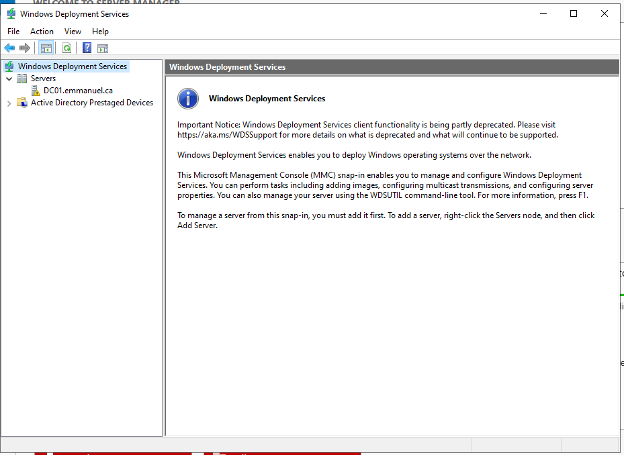 WELCOME TO SERVER MANAGER
Windows Deployment Services
File Action View Help
Windows Deployment Services
Servers
DC01.emmanuel.ca
Active Directory Prestaged Devices
Windows Deployment Services
Windows Deployment Services
Important Notice: Windows Deployment Services client functionality is being partly deprecated. Please visit
https://aka.ms/WDSSupport for more details on what is deprecated and what will continue to be supported.
Windows Deployment Services enables you to deploy Windows operating systems over the network.
This Microsoft Management Console (MMC) snap-in enables you to manage and configure Windows Deployment
Services. You can perform tasks including adding images, configuring multicast transmissions, and configuring server
properties. You can also manage your server using the WDSUTIL command-line tool. For more information, press F1.
To manage a server from this snap-in, you must add it first. To add a server, right-click the Servers node, and then click
Add Server.